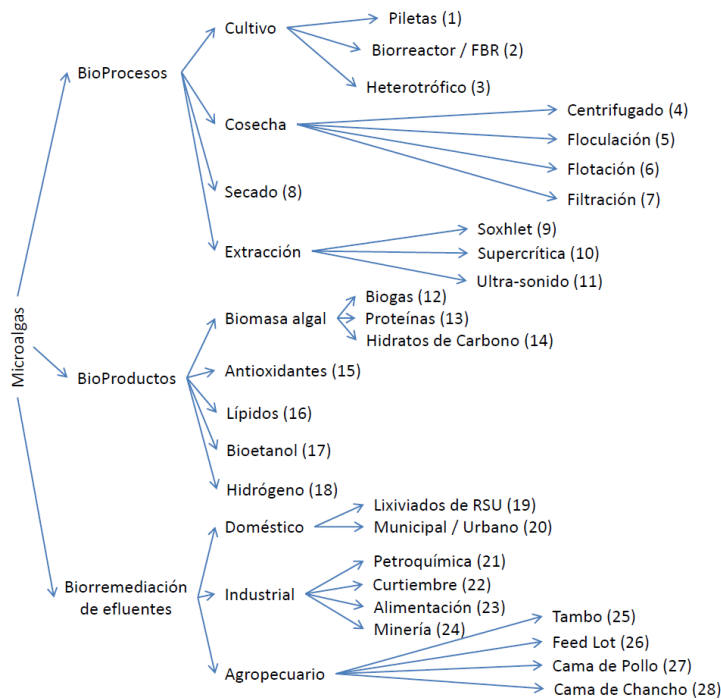 Microalgas
BioProcesos
Cultivo
Piletas (1)
Biorreactor / FBR (2)
Heterotrófico (3)
Cosecha
Centrifugado (4)
Floculación (5)
Flotación (6)
Filtración (7)
Secado (8)
Extracción
Soxhlet (9)
Supercrítica (10)
Ultra-sonido (11)
BioProductos
Biomasa algal
Biogas (12)
Proteínas (13)
Hidratos de Carbono (14)
Antioxidantes (15)
Lípidos (16)
Bioetanol (17)
Hidrógeno (18)
Biorremediación
de efluentes
Doméstico
Lixiviados de RSU (19)
Municipal / Urbano (20)
Industrial
Petroquímica (21)
Curtiembre (22)
Alimentación (23)
Minería (24)
Agropecuario
Tambo (25)
Feed Lot (26)
Cama de Pollo (27)
Cama de Chancho (28)